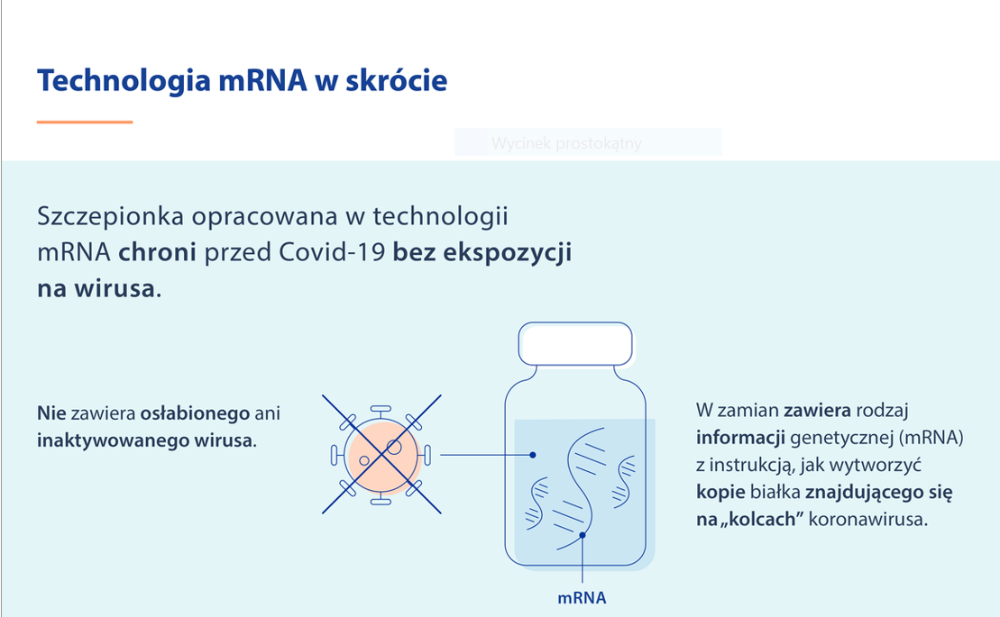 Technologia mRNA w skrócie
Wycinek prostokątny
Szczepionka opracowana w technologii
mRNA chroni przed Covid-19 bez ekspozycji
na wirusa.
Nie zawiera osłabionego ani
inaktywowanego wirusa.
W zamian zawiera rodzaj
informacji genetycznej (mRNA)
z instrukcją, jak wytworzyć
kopie białka znajdującego się
na „kolcach” koronawirusa.
mRNA